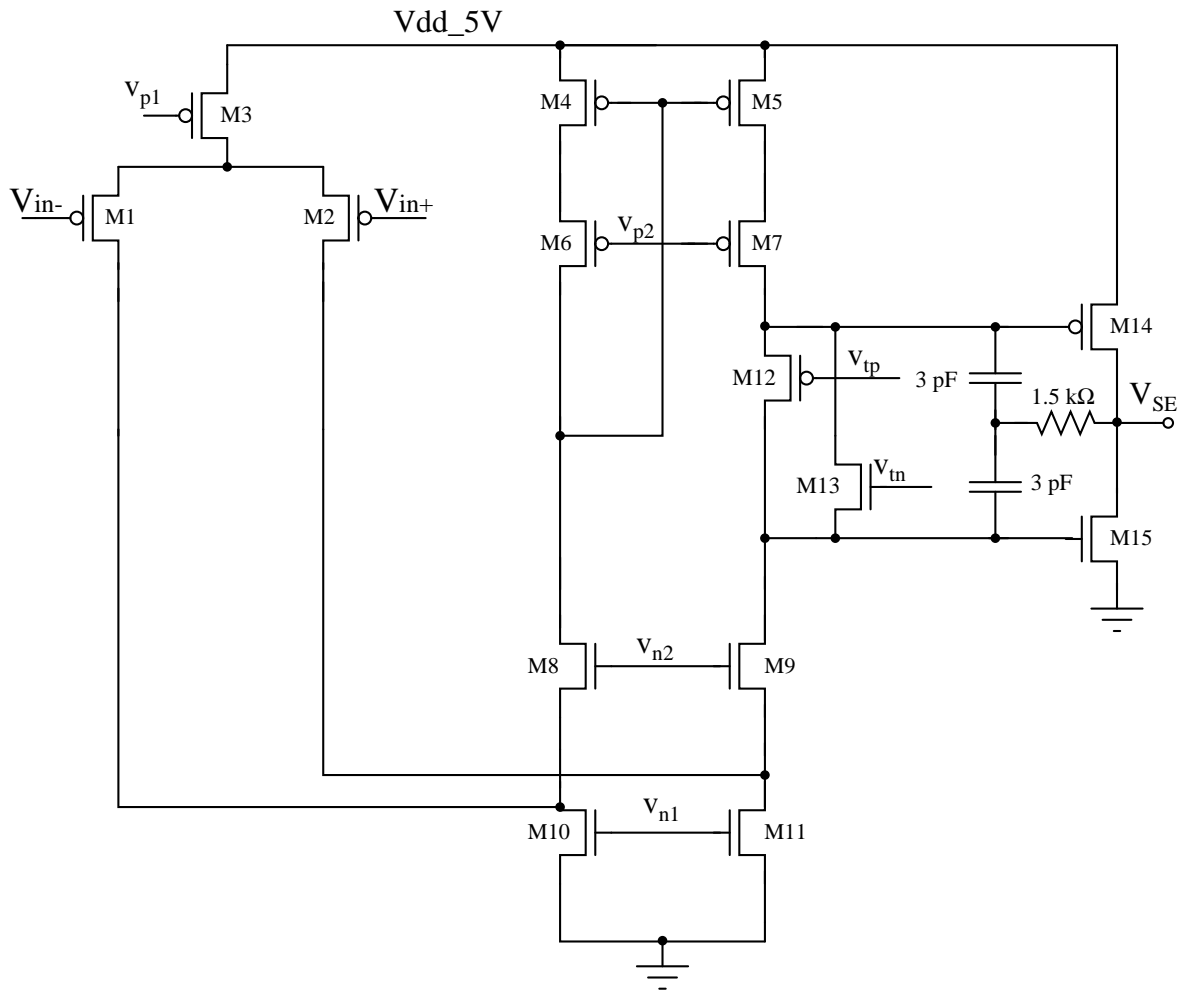 Vdd_5V
vp1
M3
M4
M5
Vin-
M1
M2
Vin+
M6
vp2
M7
M14
M12
vtp
3 pF
1.5 kΩ
VSE
M13
vtn
3 pF
M15
M8
vn2
M9
M10
vn1
M11